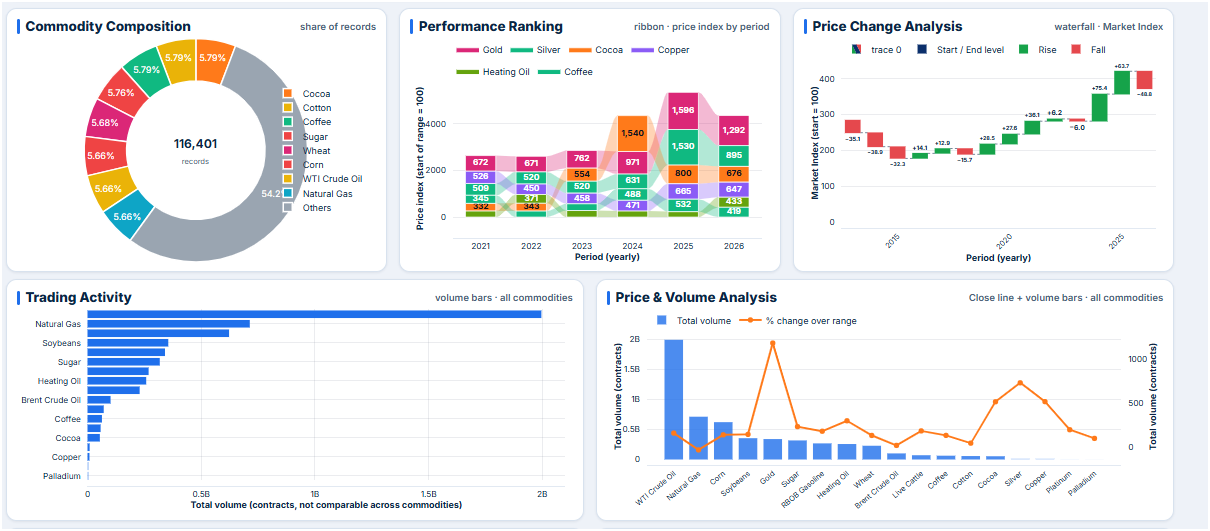 Commodity Composition
share of records
5.79%
5.79%
5.79%
5.76%
5.68%
5.66%
5.66%
5.66%
54.2
116,401
records
Cocoa
Cotton
Coffee
Sugar
Wheat
Corn
WTI Crude Oil
Natural Gas
Others
Performance Ranking
ribbon · price index by period
Gold Silver Cocoa Copper
Heating Oil Coffee
Price index (start of range = 100)
4000
2000
0
672
526
509
345
332
671
520
450
371
343
762
554
520
458
1,540
971
631
488
471
1,596
1,530
800
665
532
1,292
895
676
647
433
419
2021 2022 2023 2024 2025 2026
Period (yearly)
Price Change Analysis
waterfall · Market Index
trace 0 Start / End level Rise Fall
Market Index (start = 100)
400
300
200
100
0
−35.1
−38.9
−32.3
+14.1
+12.9
−15.7
+28.5
+27.6
+36.1
+6.2
−6.0
+75.4
+63.7
−48.8
2015 2020 2025
Period (yearly)
Trading Activity
volume bars · all commodities
Natural Gas
Soybeans
Sugar
Heating Oil
Brent Crude Oil
Coffee
Cocoa
Copper
Palladium
0 0.5B 1B 1.5B 2B
Total volume (contracts, not comparable across commodities)
Price & Volume Analysis
Close line + volume bars · all commodities
Total volume % change over range
Total volume (contracts)
2B
1.5B
1B
0.5B
0
1000
500
0
Total volume (contracts)
WTI Crude Oil
Natural Gas
Corn
Soybeans
Gold
Sugar
RBOB Gasoline
Heating Oil
Wheat
Brent Crude Oil
Live Cattle
Coffee
Cotton
Cocoa
Silver
Copper
Platinum
Palladium